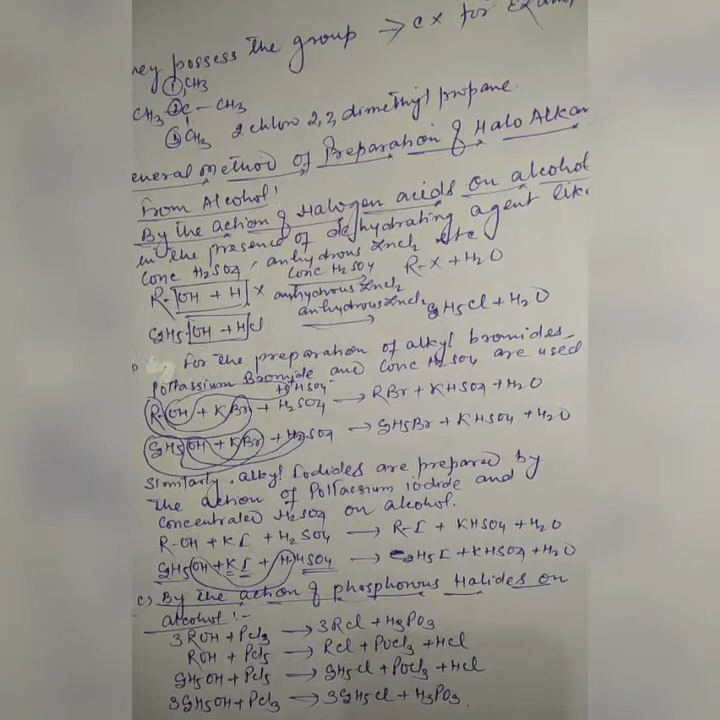 ney possess the group → cx for Exam
① CH3
CH3 ②C — CH3
③ CH3 2 chloro 2,2, dimethyl propane.
eneral Method of Preparation of Halo Alkan
From Alcohol!
By the action of Halogen acids on alcohol
in the presence of dehydrating agent like
Conc H2SO4, anhydrous ZnCl2 etc
Conc H2SO4
R-OH + H X anhydrous ZnCl2 R-X + H2O
anhydrous ZnCl2
C2H5 OH + HCl ⟶ C2H5Cl + H2O
For the preparation of alkyl bromides
Pottassium Bromide and Conc H2SO4 are used
R-OH + KBr + H2SO4 → RBr + KHSO4 + H2O
C2H5OH + KBr + H2SO4 → C2H5Br + KHSO4 + H2O
Similarly, alkyl Iodides are prepared by
the action of Pottassium iodide and
concentrated H2SO4 on alcohol.
R-OH + KI + H2SO4 → R-I + KHSO4 + H2O
C2H5OH + KI + H HSO4 → C2H5I + KHSO4 + H2O
c) By the action of phosphorous Halides on
alcohol:-
3ROH + PCl3 → 3RCl + H3PO3
ROH + PCl5 → RCl + POCl3 + HCl
C2H5OH + PCl5 → C2H5Cl + POCl3 + HCl
3C2H5OH + PCl3 → 3C2H5Cl + H3PO3.